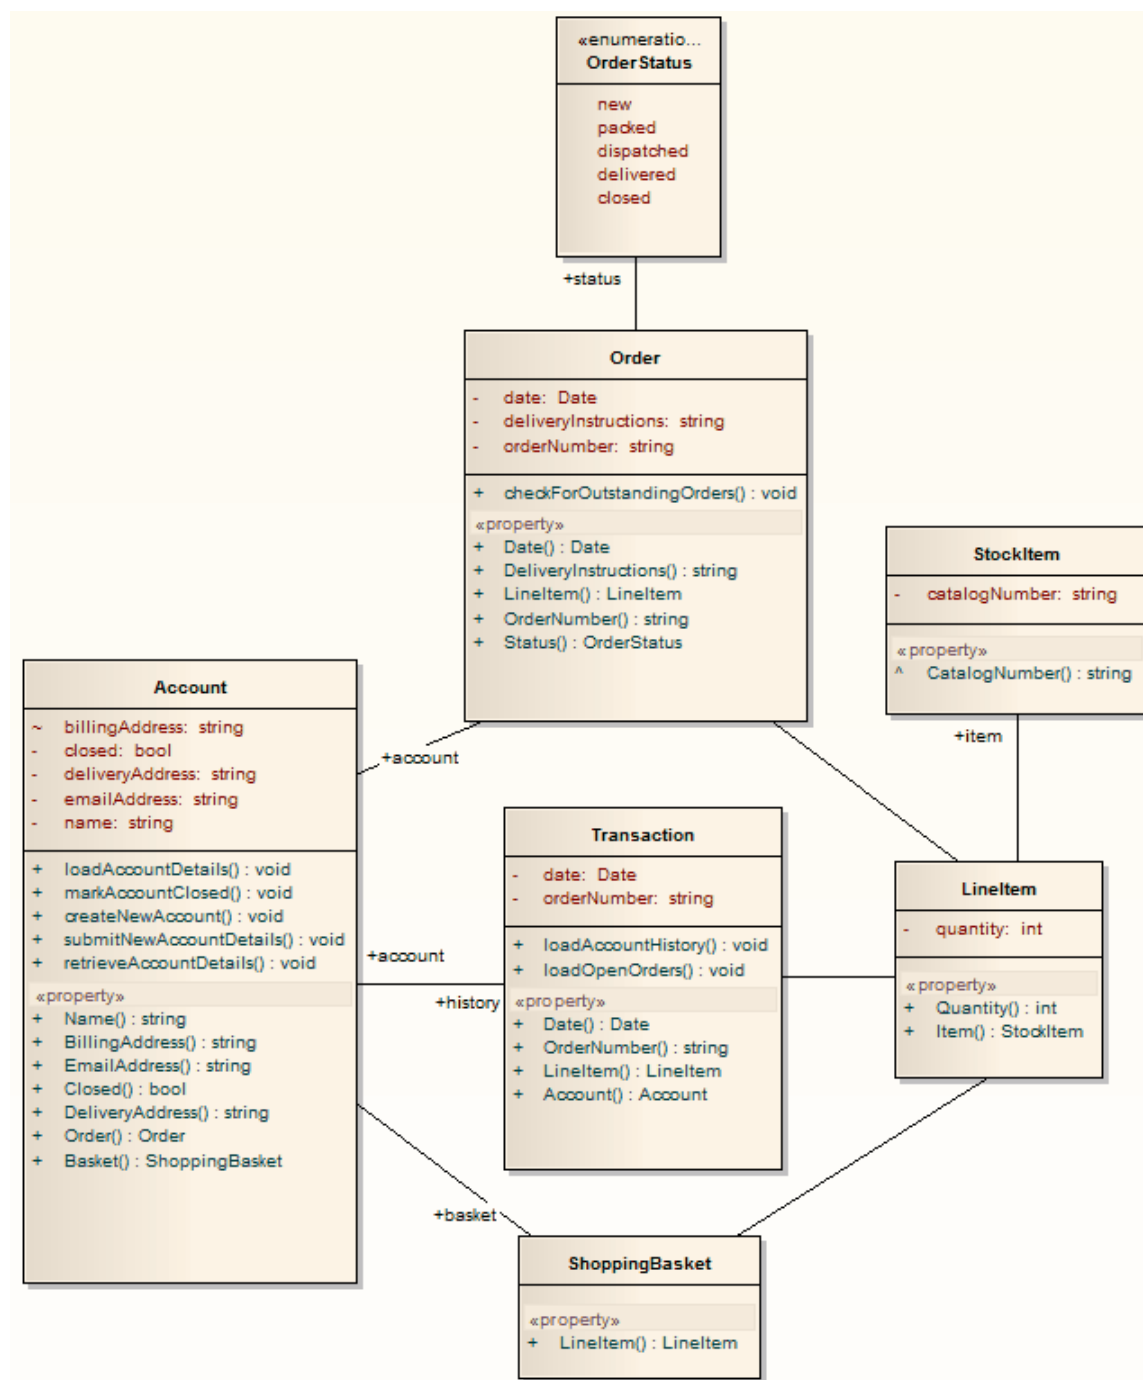 «enumeratio...
OrderStatus
new
packed
dispatched
delivered
closed
+status
Order
- date: Date
- deliveryInstructions: string
- orderNumber: string
+ checkForOutstandingOrders() : void
«property»
+ Date() : Date
+ DeliveryInstructions() : string
+ LineItem() : LineItem
+ OrderNumber() : string
+ Status() : OrderStatus
StockItem
- catalogNumber: string
«property»
^ CatalogNumber() : string
+item
Account
~ billingAddress: string
- closed: bool
- deliveryAddress: string
- emailAddress: string
- name: string
+ loadAccountDetails() : void
+ markAccountClosed() : void
+ createNewAccount() : void
+ submitNewAccountDetails() : void
+ retrieveAccountDetails() : void
«property»
+ Name() : string
+ BillingAddress() : string
+ EmailAddress() : string
+ Closed() : bool
+ DeliveryAddress() : string
+ Order() : Order
+ Basket() : ShoppingBasket
+account
+account
+history
Transaction
- date: Date
- orderNumber: string
+ loadAccountHistory() : void
+ loadOpenOrders() : void
«property»
+ Date() : Date
+ OrderNumber() : string
+ LineItem() : LineItem
+ Account() : Account
LineItem
- quantity: int
«property»
+ Quantity() : int
+ Item() : StockItem
+basket
ShoppingBasket
«property»
+ LineItem() : LineItem